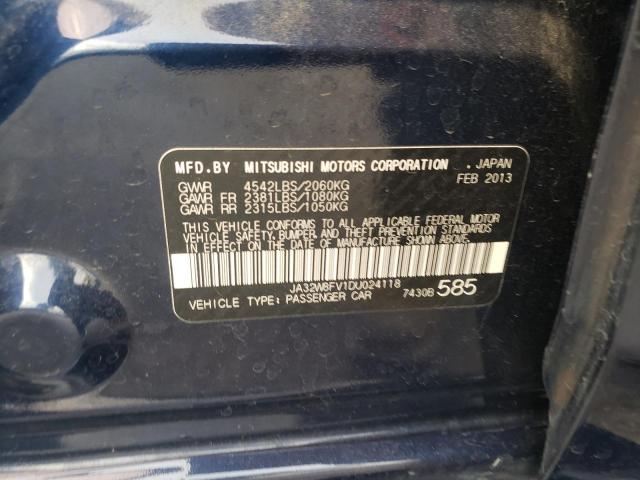 MFD.BY MITSUBISHI MOTORS CORPORATION . JAPAN
FEB 2013
GVWR 4542LBS/2060KG
GAWR FR 2381LBS/1080KG
GAWR RR 2315LBS/1050KG
THIS VEHICLE CONFORMS TO ALL APPLICABLE FEDERAL MOTOR
VEHICLE SAFETY, BUMPER, AND THEFT PREVENTION STANDARDS
IN EFFECT ON THE DATE OF MANUFACTURE SHOWN ABOVE.
JA32W8FV1DU024118
VEHICLE TYPE: PASSENGER CAR 7430B 585